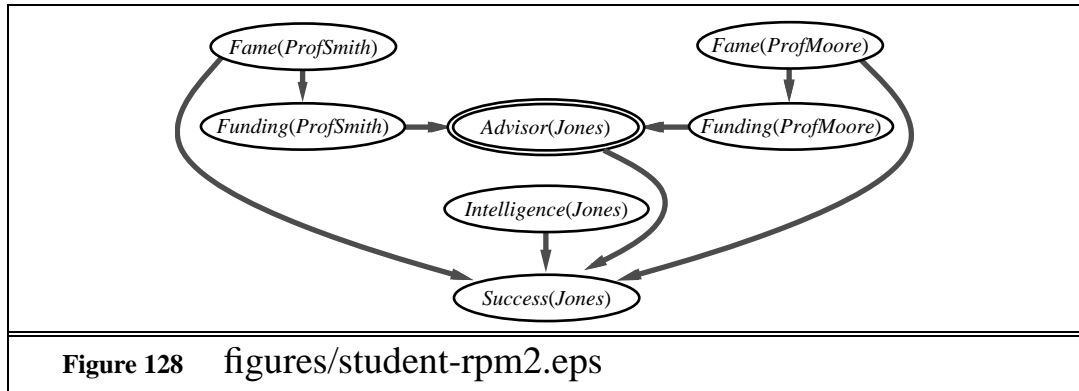 Fame(ProfSmith) Fame(ProfMoore)
Funding(ProfSmith) Advisor(Jones) Funding(ProfMoore)
Intelligence(Jones)
Success(Jones)
Figure 128 figures/student-rpm2.eps